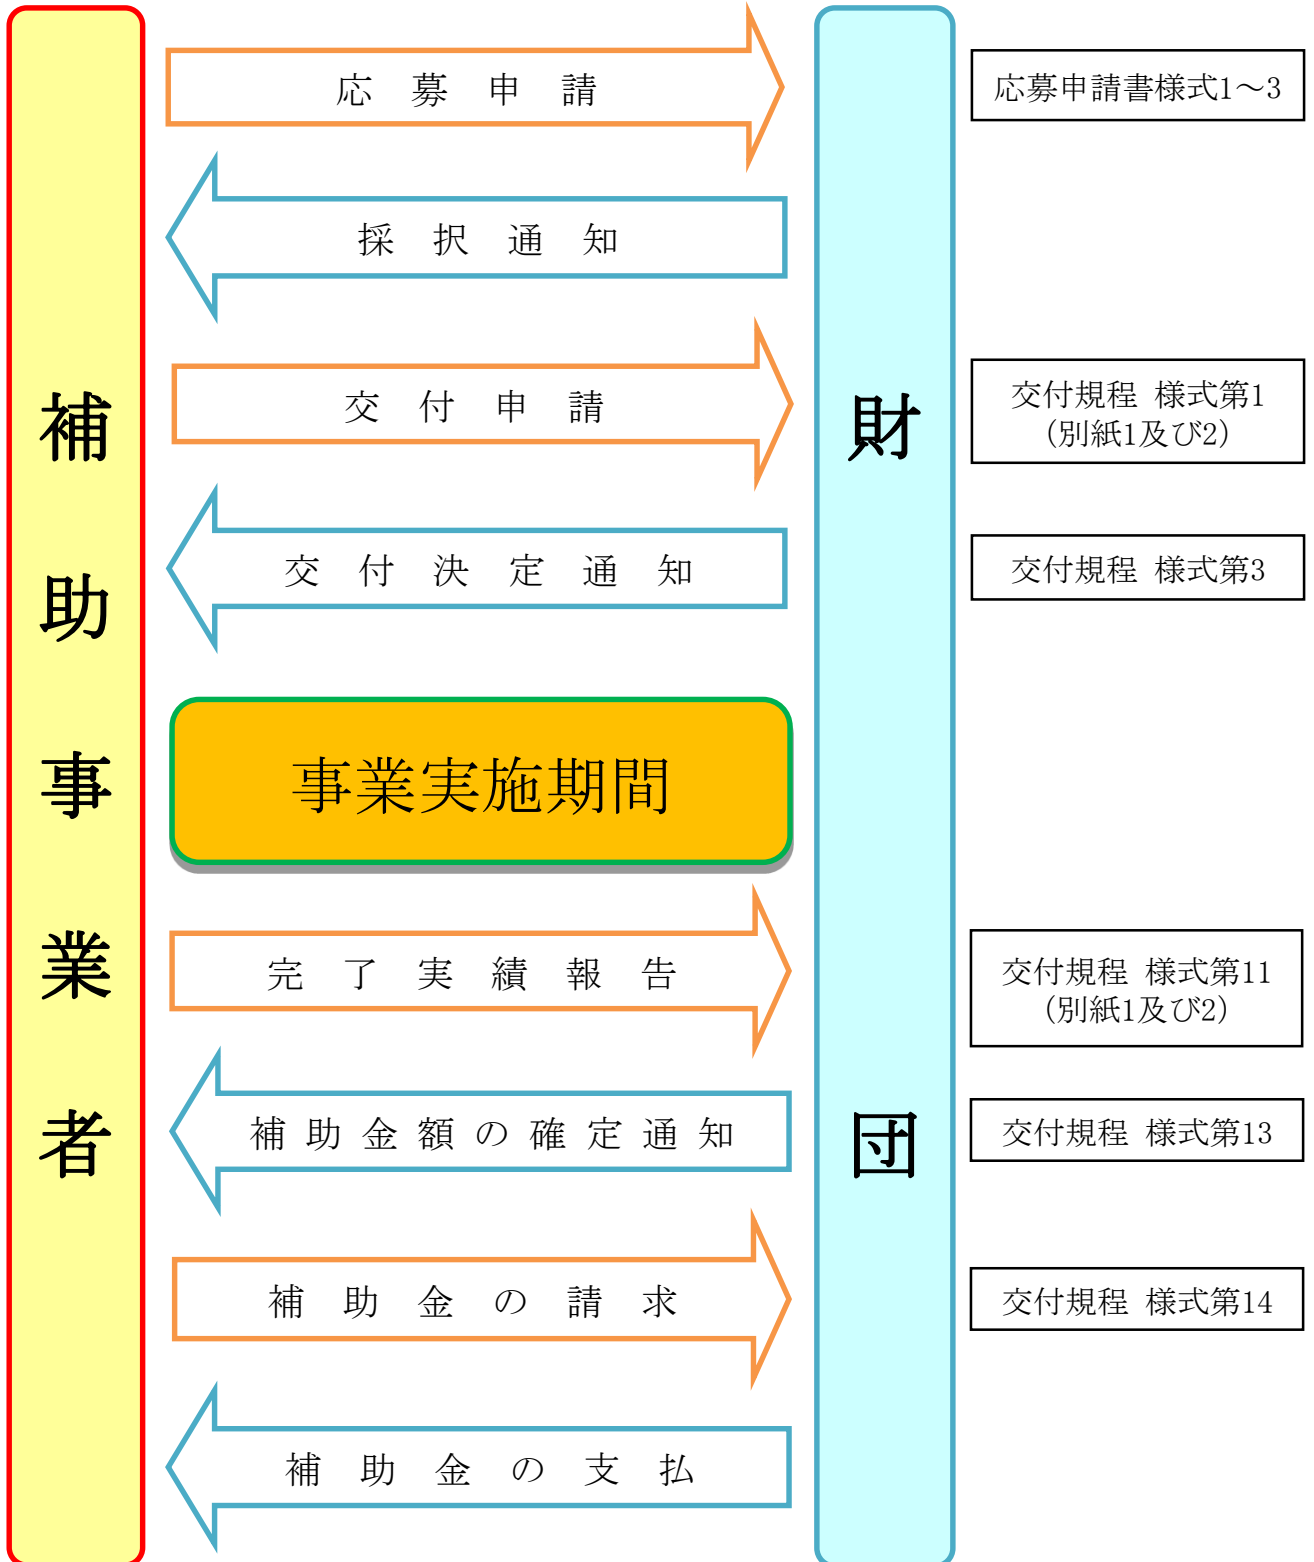 補助事業者
財団
応募申請
応募申請書様式1～3
採択通知
交付申請
交付規程 様式第1
（別紙1及び2）
交付決定通知
交付規程 様式第3
事業実施期間
完了実績報告
交付規程 様式第11
（別紙1及び2）
補助金額の確定通知
交付規程 様式第13
補助金の請求
交付規程 様式第14
補助金の支払